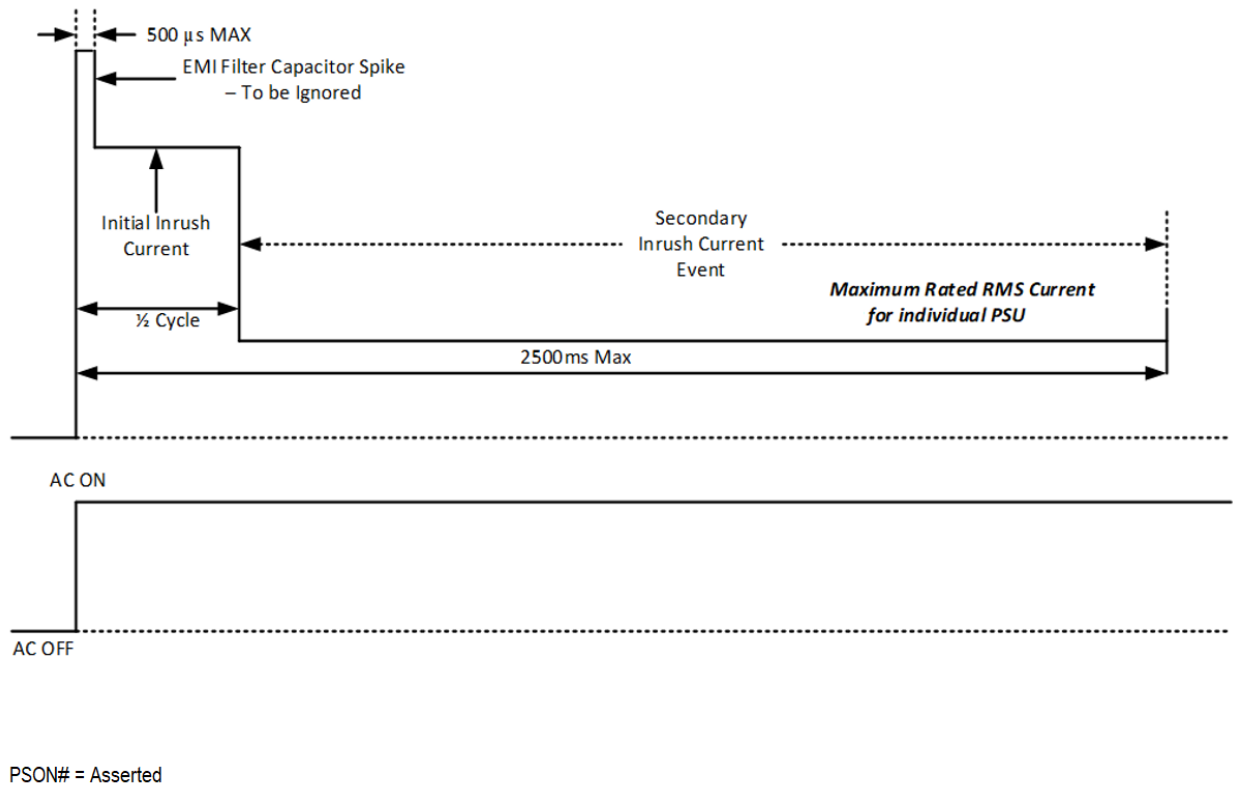 500 µs MAX
EMI Filter Capacitor Spike
– To be Ignored
Initial Inrush
Current
Secondary
Inrush Current
Event
Maximum Rated RMS Current
for individual PSU
½ Cycle
2500ms Max
AC ON
AC OFF
PSON# = Asserted